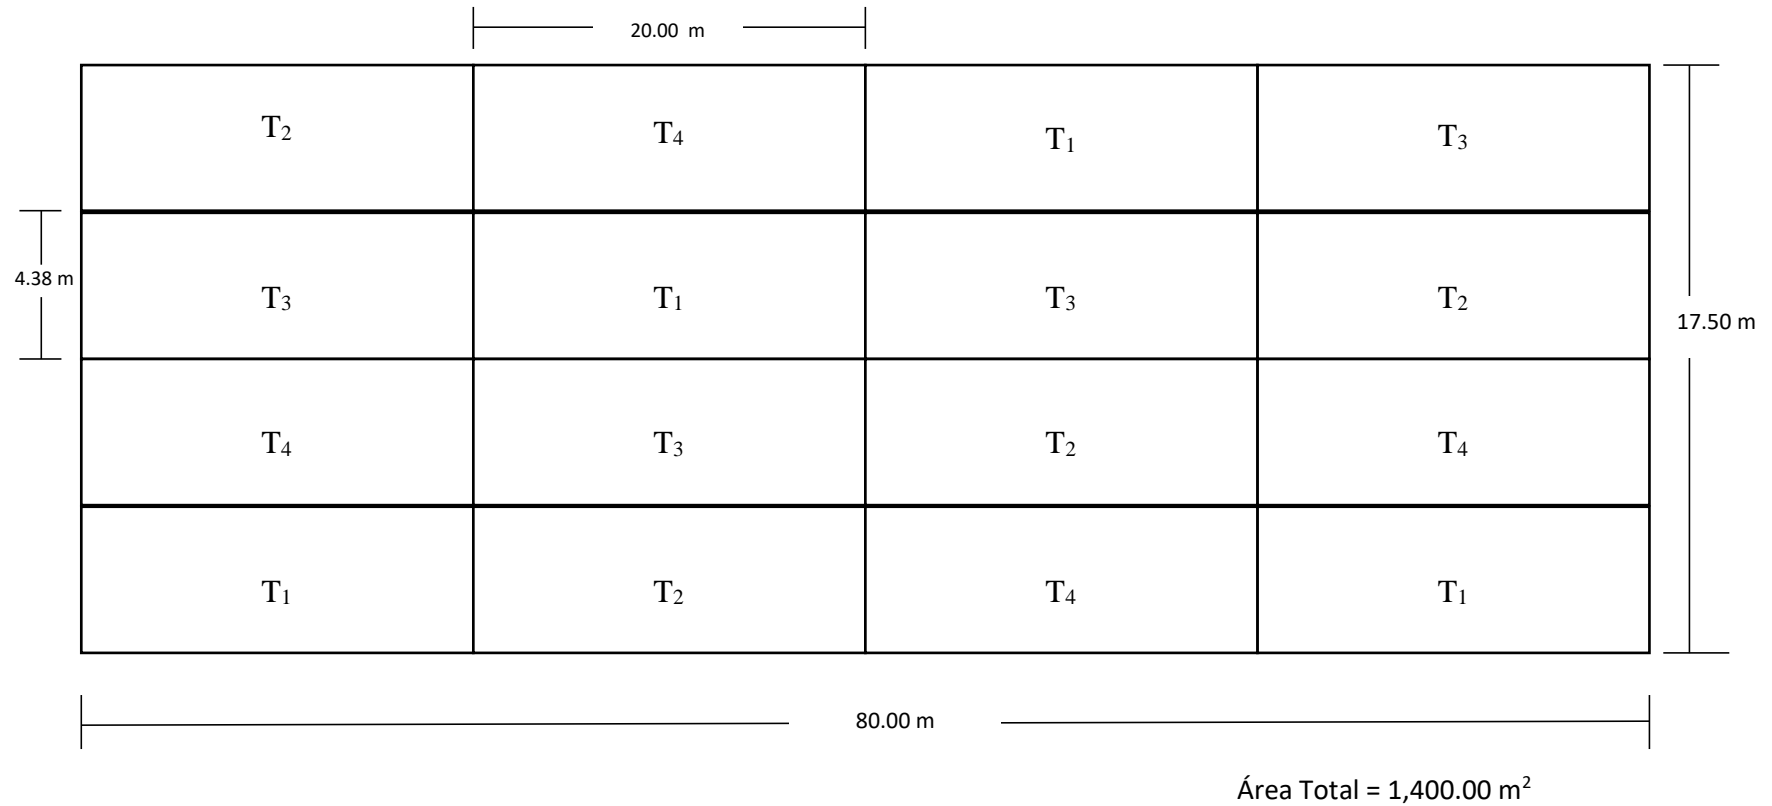 20.00 m
T₂ T₄ T₁ T₃
4.38 m
T₃ T₁ T₃ T₂
17.50 m
T₄ T₃ T₂ T₄
T₁ T₂ T₄ T₁
80.00 m
Área Total = 1,400.00 m²